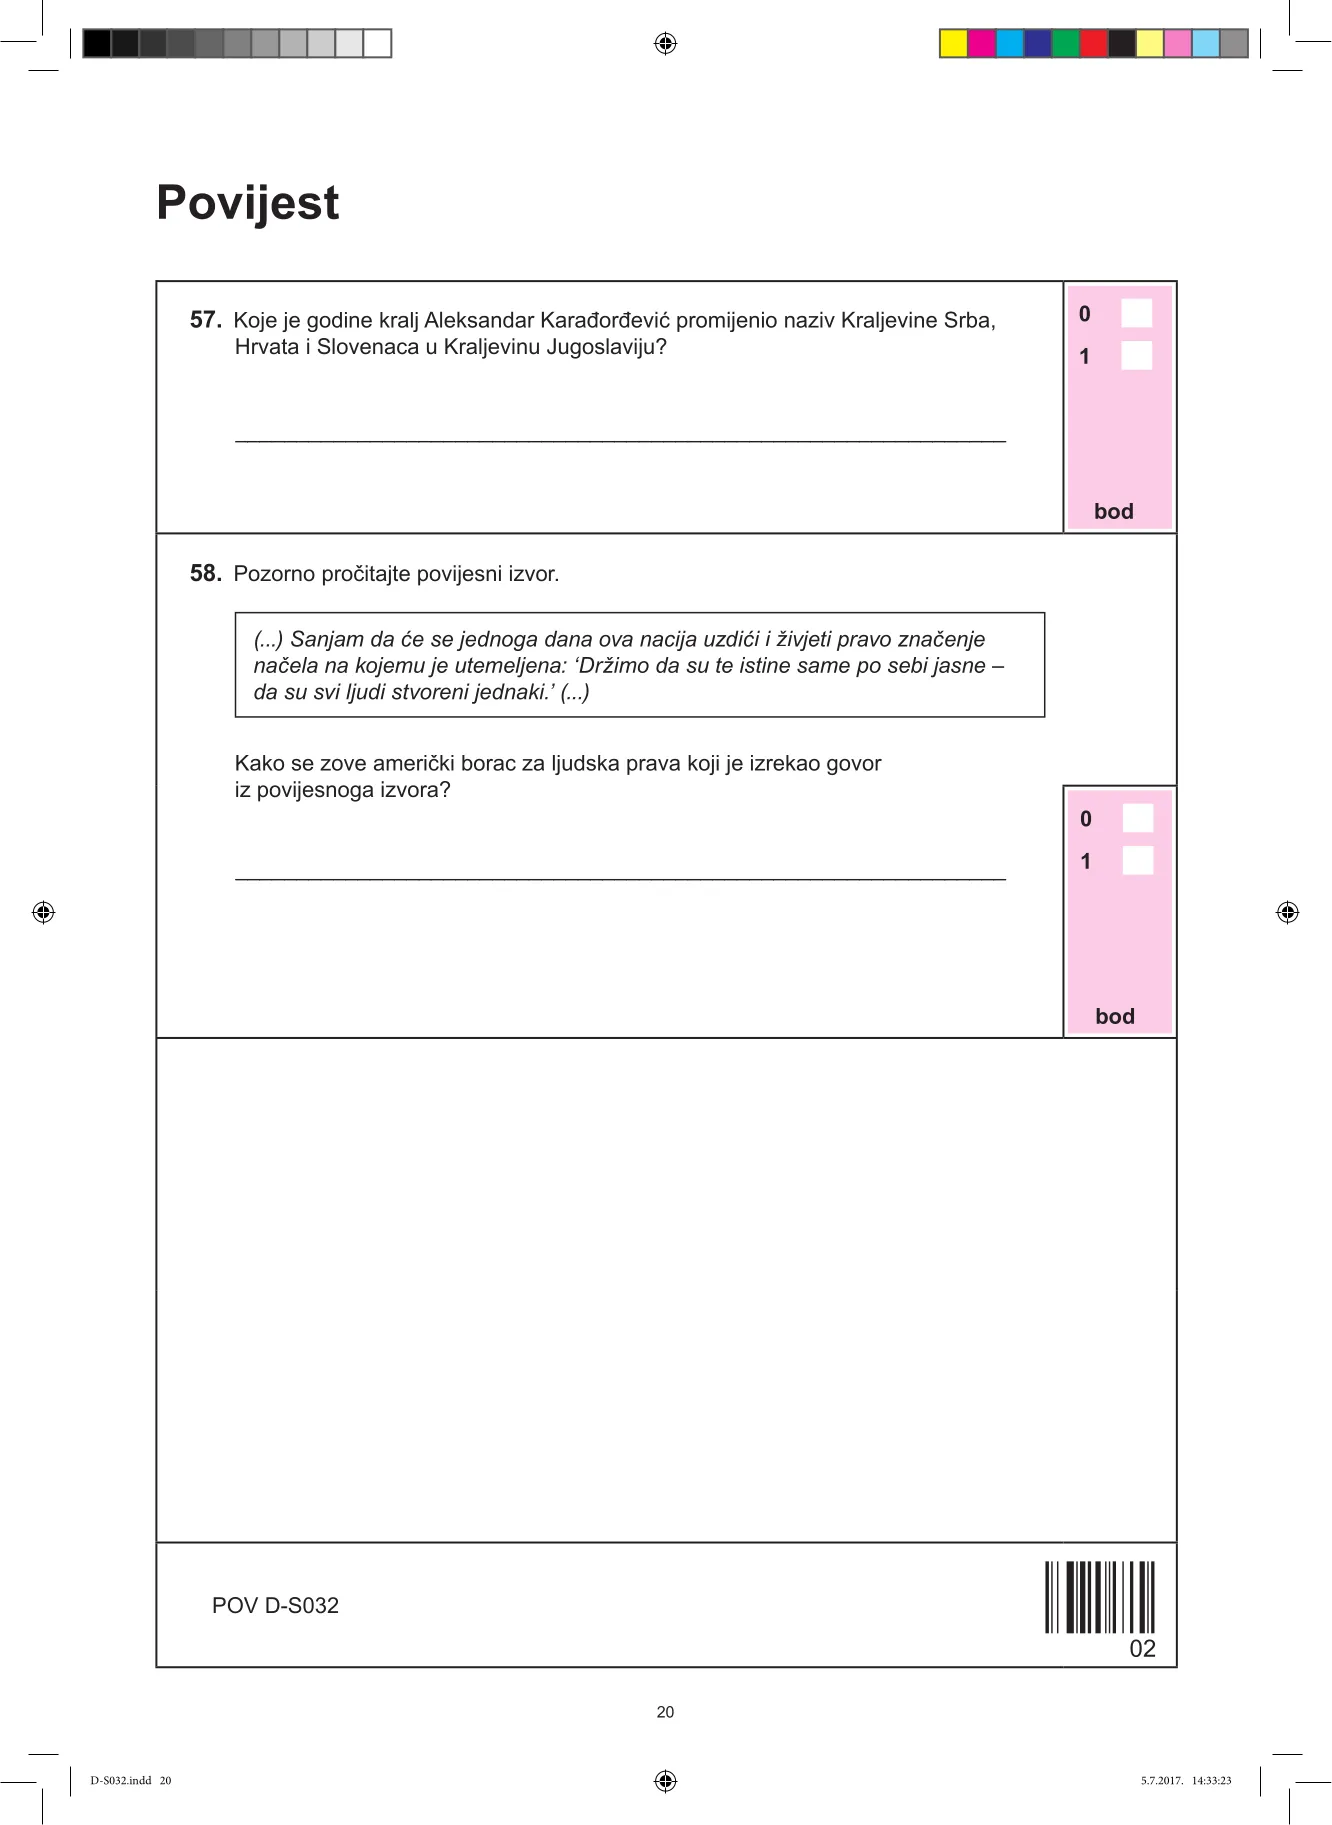 Povijest
57. Koje je godine kralj Aleksandar Karađorđević promijenio naziv Kraljevine Srba,
Hrvata i Slovenaca u Kraljevinu Jugoslaviju?
0
1
bod
58. Pozorno pročitajte povijesni izvor.
(...) Sanjam da će se jednoga dana ova nacija uzdići i živjeti pravo značenje
načela na kojemu je utemeljena: ‘Držimo da su te istine same po sebi jasne –
da su svi ljudi stvoreni jednaki.’ (...)
Kako se zove američki borac za ljudska prava koji je izrekao govor
iz povijesnoga izvora?
0
1
bod
POV D-S032
02
20
D-S032.indd 20
5.7.2017. 14:33:23